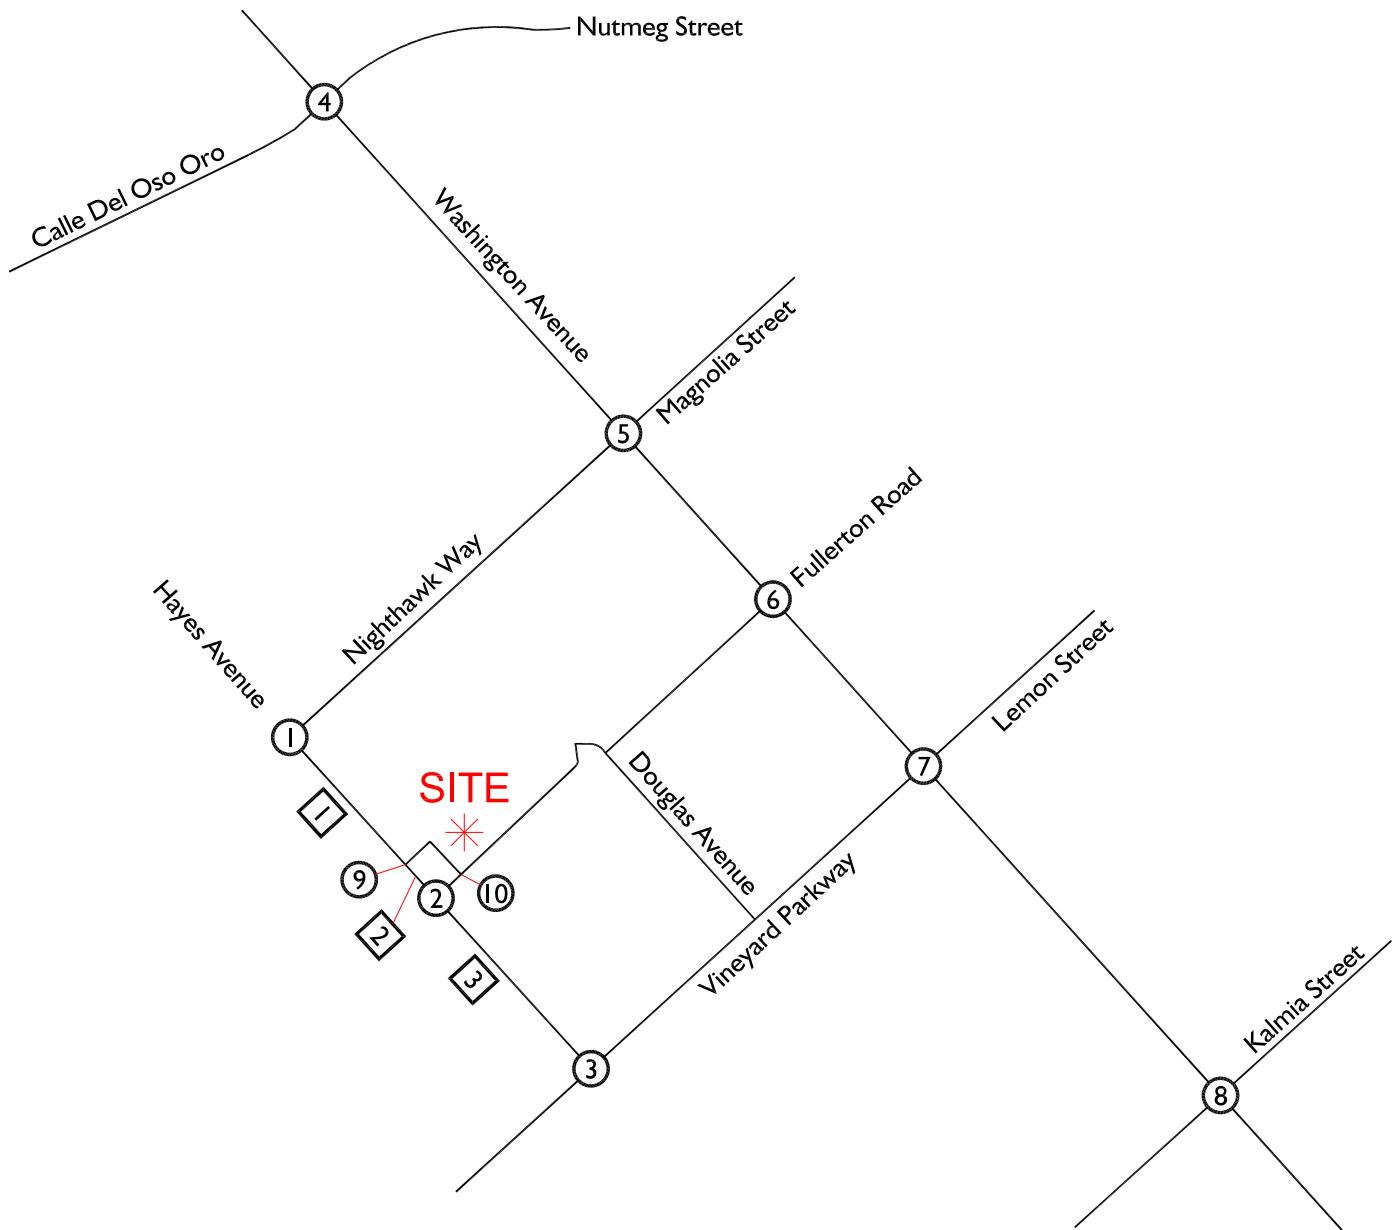 Nutmeg Street
4
Calle Del Oso Oro
Washington Avenue
Magnolia Street
5
Fullerton Road
Nighthawk Way
Hayes Avenue
6
Lemon Street
1
7
Douglas Avenue
SITE
1
9
2
10
Vineyard Parkway
2
3
Kalmia Street
3
8